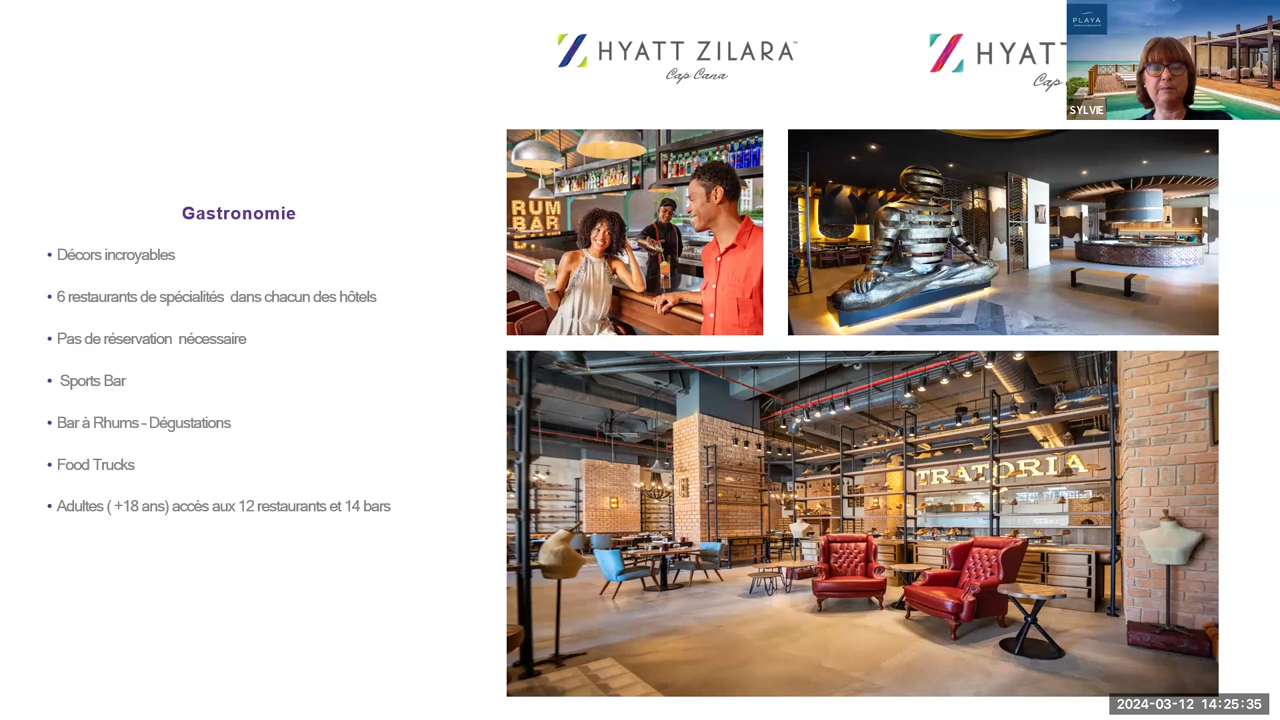 HYATT ZILARA™
Cap Cana
HYATT
Cap
PLAYA
SYLVIE
Gastronomie
• Décors incroyables
• 6 restaurants de spécialités dans chacun des hôtels
• Pas de réservation nécessaire
• Sports Bar
• Bar à Rhums - Dégustations
• Food Trucks
• Adultes ( +18 ans) accès aux 12 restaurants et 14 bars
RUM
BAR
TRATORIA
2024-03-12 14:25:35